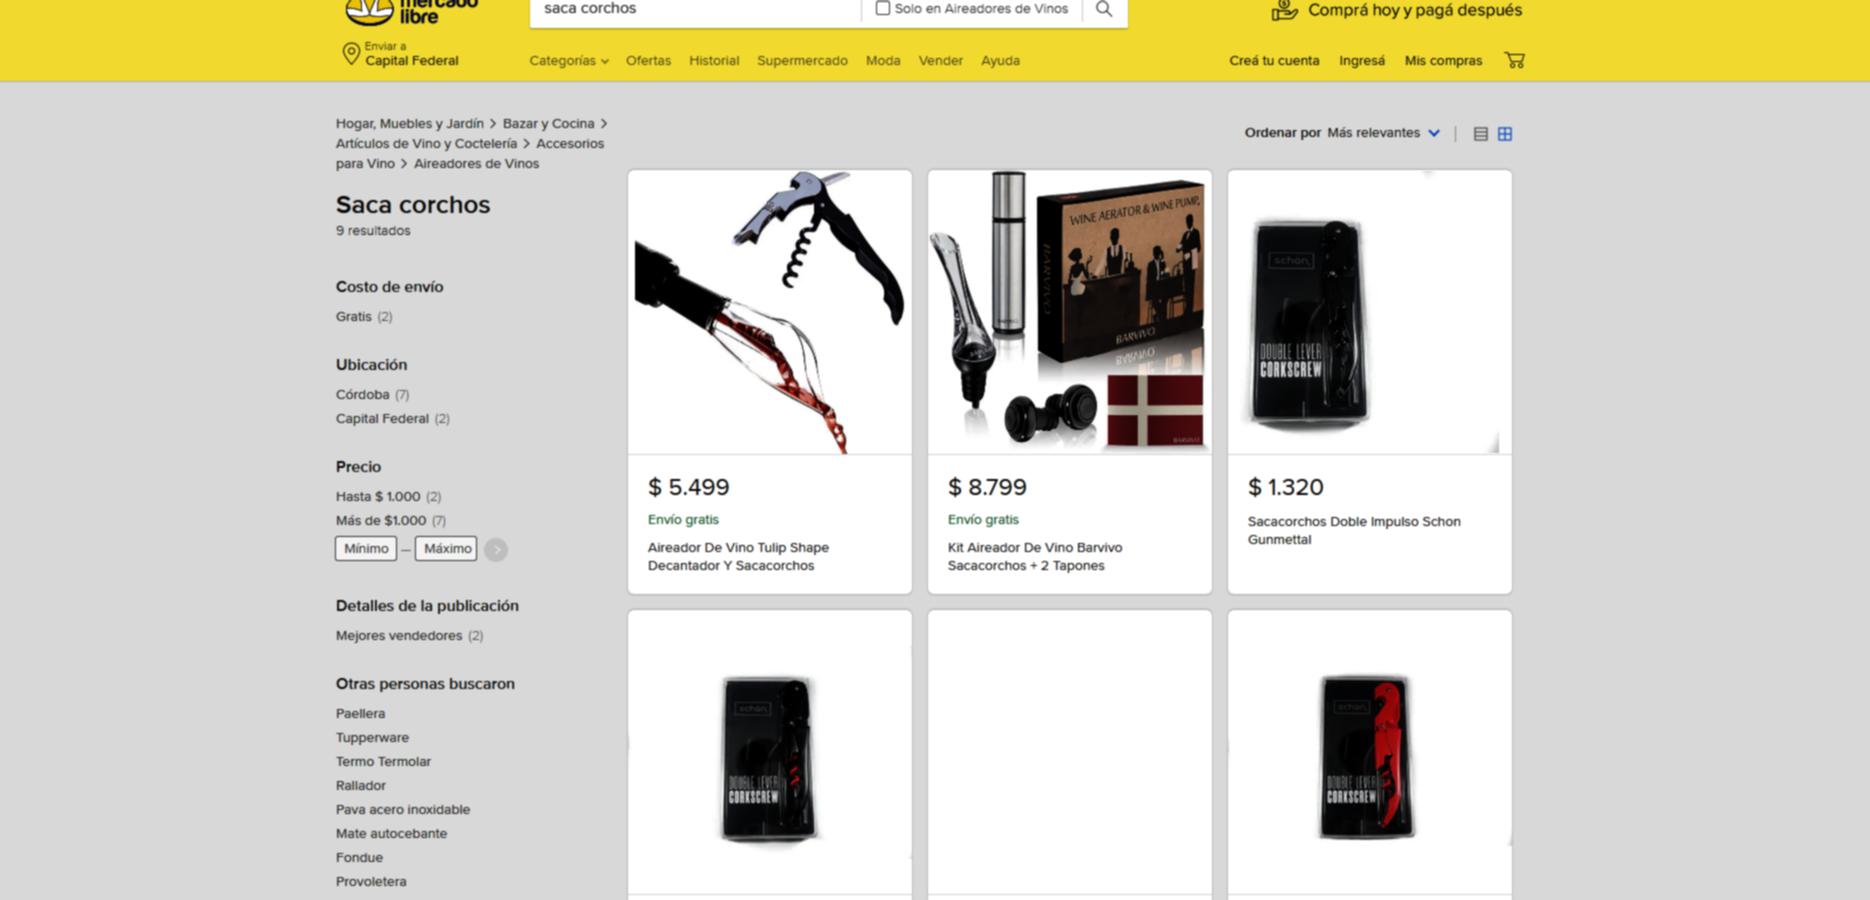 mercado
libre
saca corchos
Solo en Aireadores de Vinos
Comprá hoy y pagá después
Enviar a
Capital Federal
Categorías
Ofertas
Historial
Supermercado
Moda
Vender
Ayuda
Creá tu cuenta
Ingresá
Mis compras
Hogar, Muebles y Jardín > Bazar y Cocina >
Artículos de Vino y Coctelería > Accesorios
para Vino > Aireadores de Vinos
Ordenar por Más relevantes
Saca corchos
9 resultados
Costo de envío
Gratis (2)
Ubicación
Córdoba (7)
Capital Federal (2)
Precio
Hasta $ 1.000 (2)
Más de $1.000 (7)
Mínimo — Máximo
Detalles de la publicación
Mejores vendedores (2)
Otras personas buscaron
Paellera
Tupperware
Termo Termolar
Rallador
Pava acero inoxidable
Mate autocebante
Fondue
Provoletera
$ 5.499
Envío gratis
Aireador De Vino Tulip Shape
Decantador Y Sacacorchos
WINE AERATOR & WINE PUMP,
BARVIVO
BARVIVO
BARVIVO
$ 8.799
Envío gratis
Kit Aireador De Vino Barvivo
Sacacorchos + 2 Tapones
schon,
DOUBLE LEVER
CORKSCREW
$ 1.320
Sacacorchos Doble Impulso Schon
Gunmettal
schon,
DOUBLE LEVER
CORKSCREW
schon,
DOUBLE LEVER
CORKSCREW